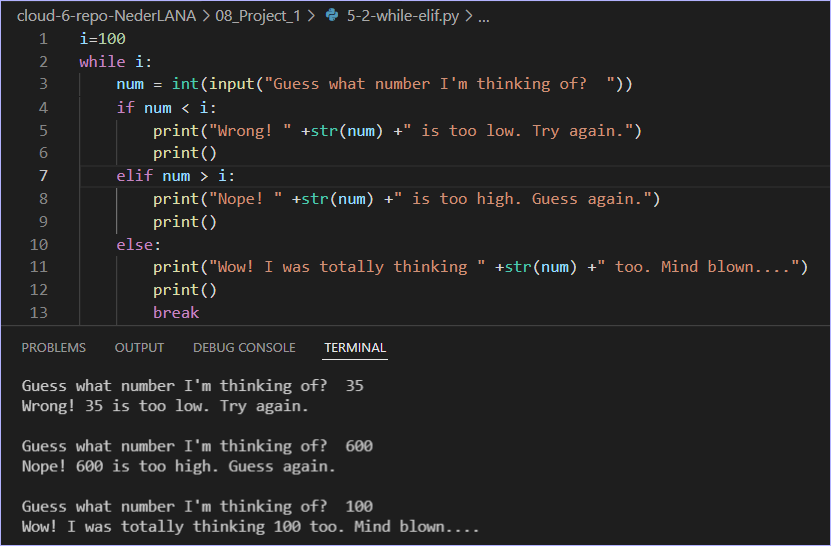 cloud-6-repo-NederLANA > 08_Project_1 > 5-2-while-elif.py > ...
1 i=100
2 while i:
3     num = int(input("Guess what number I'm thinking of?  "))
4     if num < i:
5         print("Wrong! " +str(num) +" is too low. Try again.")
6         print()
7     elif num > i:
8         print("Nope! " +str(num) +" is too high. Guess again.")
9         print()
10     else:
11         print("Wow! I was totally thinking " +str(num) +" too. Mind blown....")
12         print()
13         break
PROBLEMS OUTPUT DEBUG CONSOLE TERMINAL
Guess what number I'm thinking of?  35
Wrong! 35 is too low. Try again.
Guess what number I'm thinking of?  600
Nope! 600 is too high. Guess again.
Guess what number I'm thinking of?  100
Wow! I was totally thinking 100 too. Mind blown....